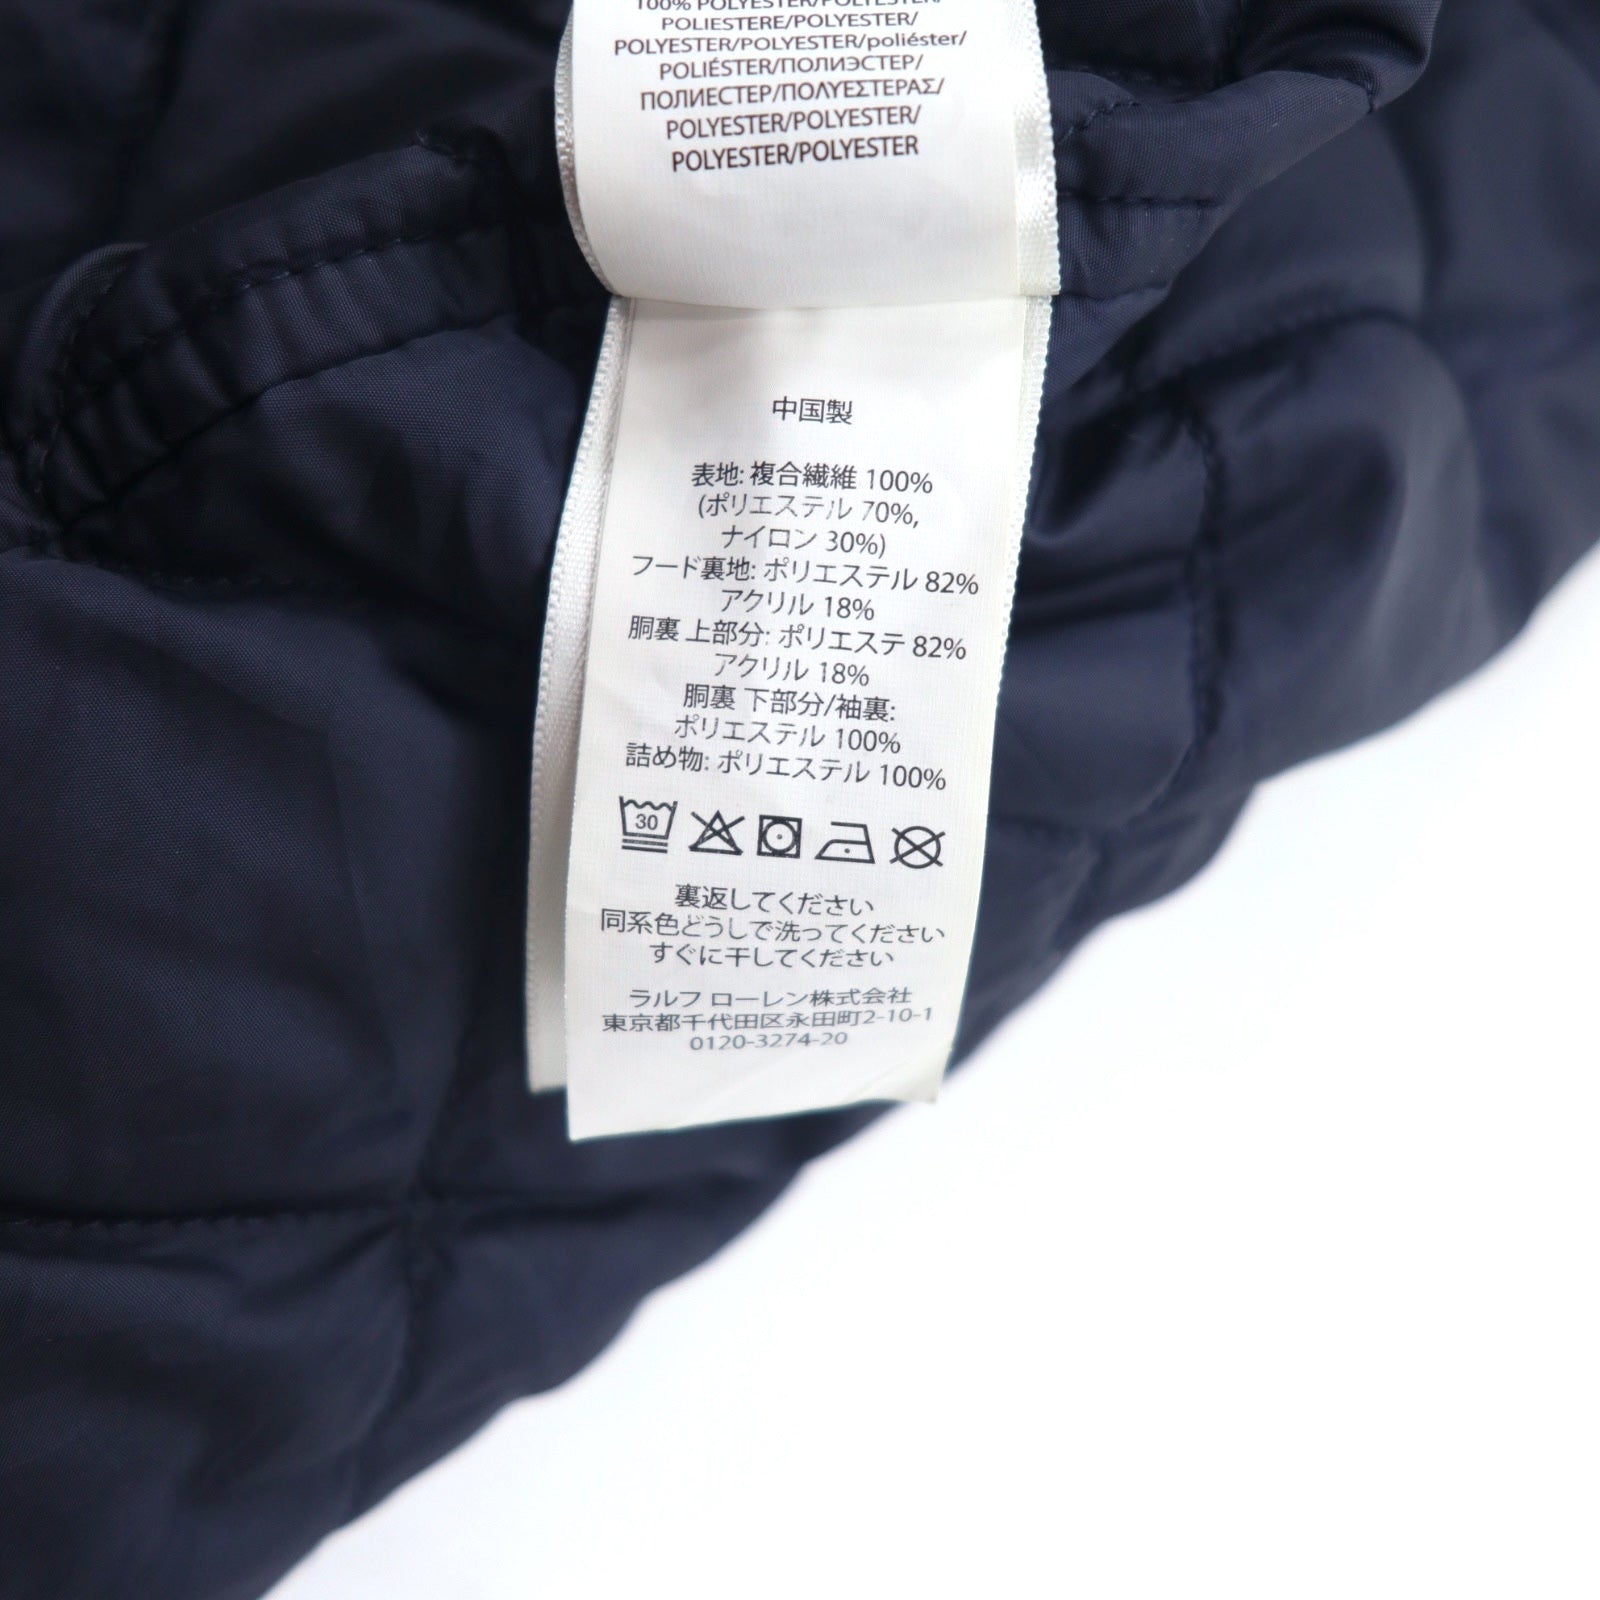 100% POLYESTER/POLYESTER/
POLIESTERE/POLYESTER/
POLYESTER/POLYESTER/poliéster/
POLIÉSTER/ПОЛИЭСТЕР/
ПОЛИЕСТЕР/ΠΟΛΥΕΣΤΕΡΑΣ/
POLYESTER/POLYESTER/
POLYESTER/POLYESTER
中国製
表地: 複合繊維 100%
(ポリエステル 70%,
ナイロン 30%)
フード裏地: ポリエステル 82%
アクリル 18%
胴裏 上部分: ポリエステ 82%
アクリル 18%
胴裏 下部分/袖裏:
ポリエステル 100%
詰め物: ポリエステル 100%
30
裏返してください
同系色どうしで洗ってください
すぐに干してください
ラルフ ローレン株式会社
東京都千代田区永田町2-10-1
0120-3274-20